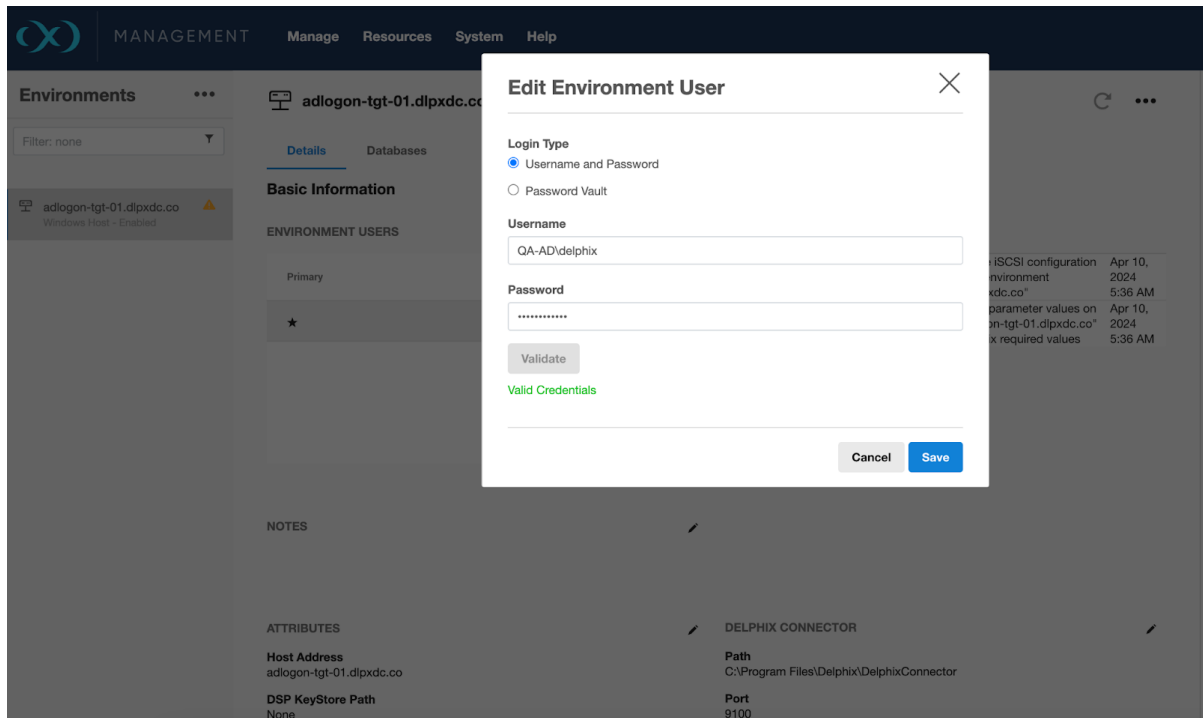 MANAGEMENT
Manage Resources System Help
Environments
Filter: none
adlogon-tgt-01.dlpxdc.co
Windows Host - Enabled
adlogon-tgt-01.dlpxdc.co
Details Databases
Basic Information
ENVIRONMENT USERS
Primary
★
iSCSI configuration Apr 10,
nvironment 2024
xdc.co" 5:36 AM
parameter values on Apr 10,
n-tgt-01.dlpxdc.co" 2024
x required values 5:36 AM
Edit Environment User
Login Type
Username and Password
Password Vault
Username
QA-AD\delphix
Password
••••••••••••
Validate
Valid Credentials
Cancel Save
NOTES
ATTRIBUTES
Host Address
adlogon-tgt-01.dlpxdc.co
DSP KeyStore Path
None
DELPHIX CONNECTOR
Path
C:\Program Files\Delphix\DelphixConnector
Port
9100